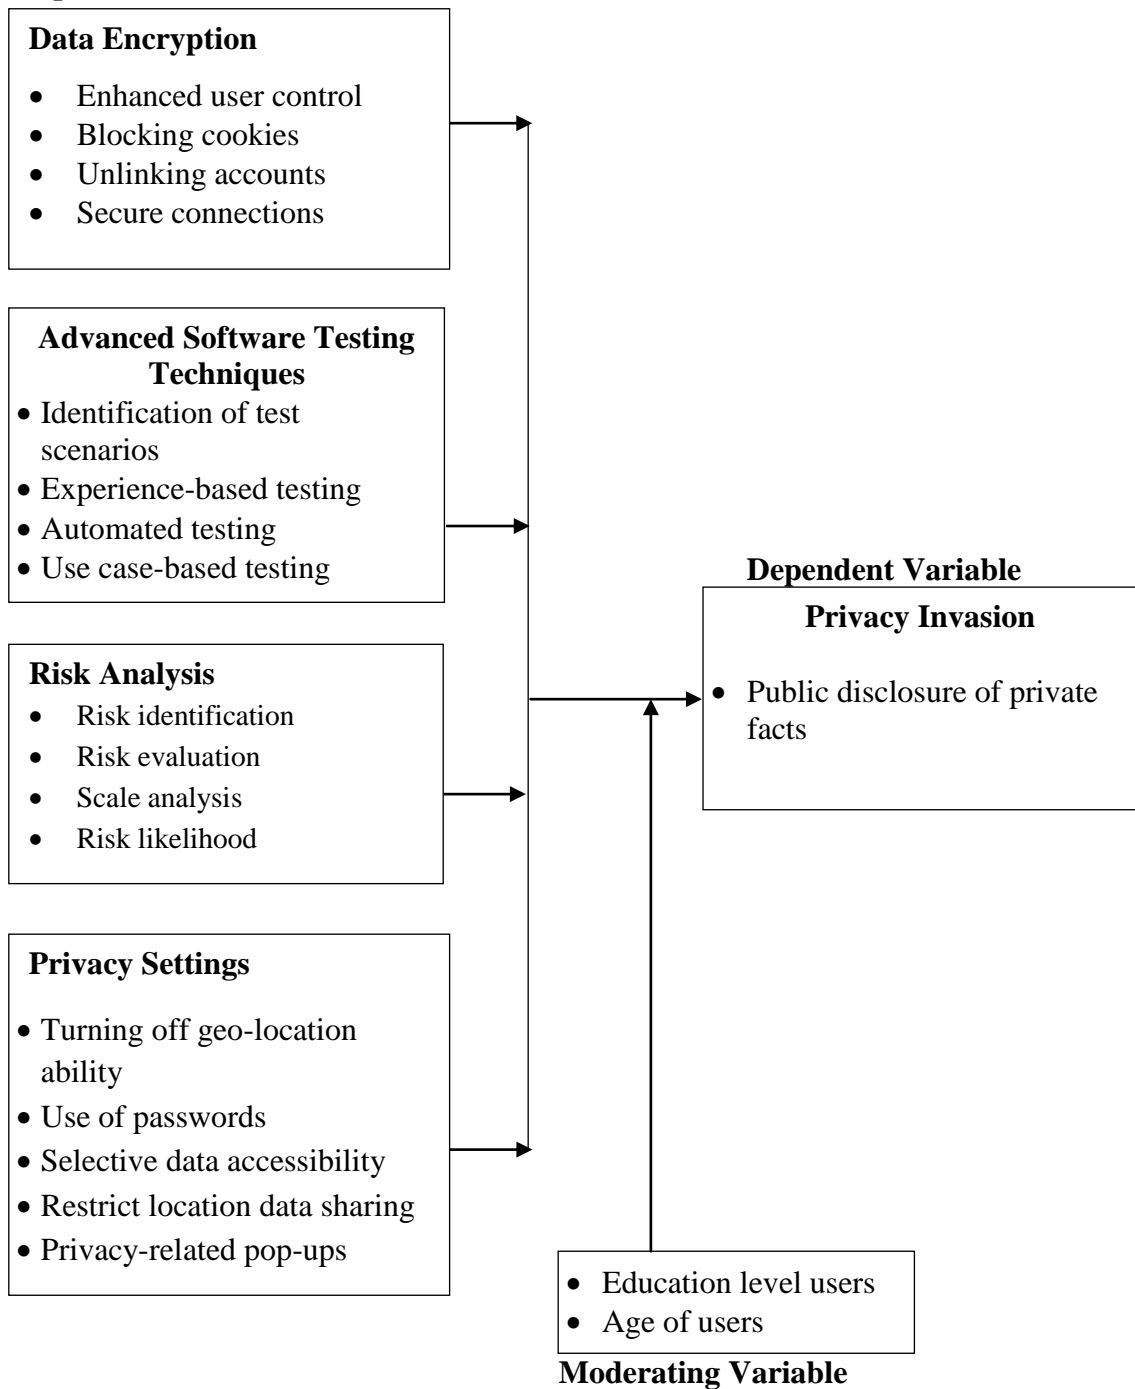 Data Encryption
• Enhanced user control
• Blocking cookies
• Unlinking accounts
• Secure connections
Advanced Software Testing
Techniques
• Identification of test
scenarios
• Experience-based testing
• Automated testing
• Use case-based testing
Risk Analysis
• Risk identification
• Risk evaluation
• Scale analysis
• Risk likelihood
Privacy Settings
• Turning off geo-location
ability
• Use of passwords
• Selective data accessibility
• Restrict location data sharing
• Privacy-related pop-ups
Dependent Variable
Privacy Invasion
• Public disclosure of private
facts
• Education level users
• Age of users
Moderating Variable